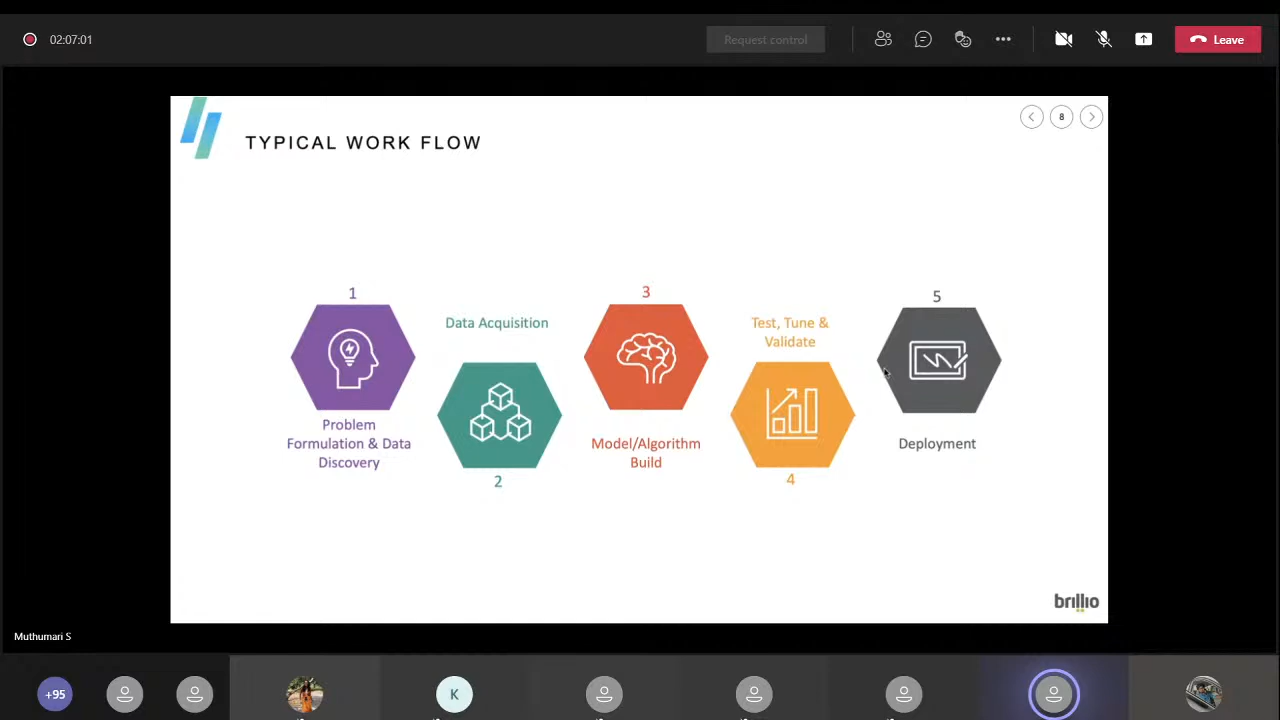 02:07:01
Request control
Leave
TYPICAL WORK FLOW
8
1
Problem
Formulation & Data
Discovery
Data Acquisition
2
3
Model/Algorithm
Build
Test, Tune &
Validate
4
5
Deployment
brillio
Muthumari S
+95
K